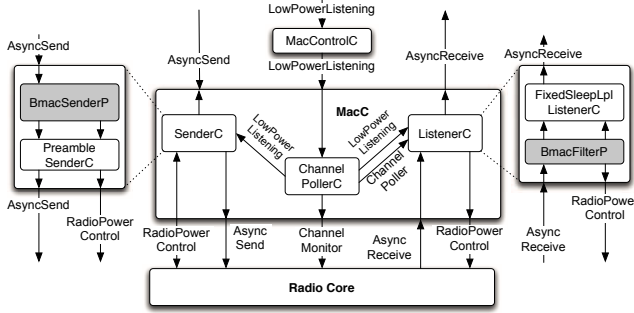 LowPowerListening
MacControlC
LowPowerListening
AsyncSend
AsyncSend
AsyncReceive
AsyncReceive
BmacSenderP
Preamble
SenderC
AsyncSend
RadioPower
Control
MacC
SenderC
LowPower
Listening
Channel
PollerC
LowPower
Listening
Channel
Poller
ListenerC
FixedSleepLpl
ListenerC
BmacFilterP
Async
Receive
RadioPowe
Control
RadioPower
Control
Async
Send
Channel
Monitor
Async
Receive
RadioPower
Control
Radio Core